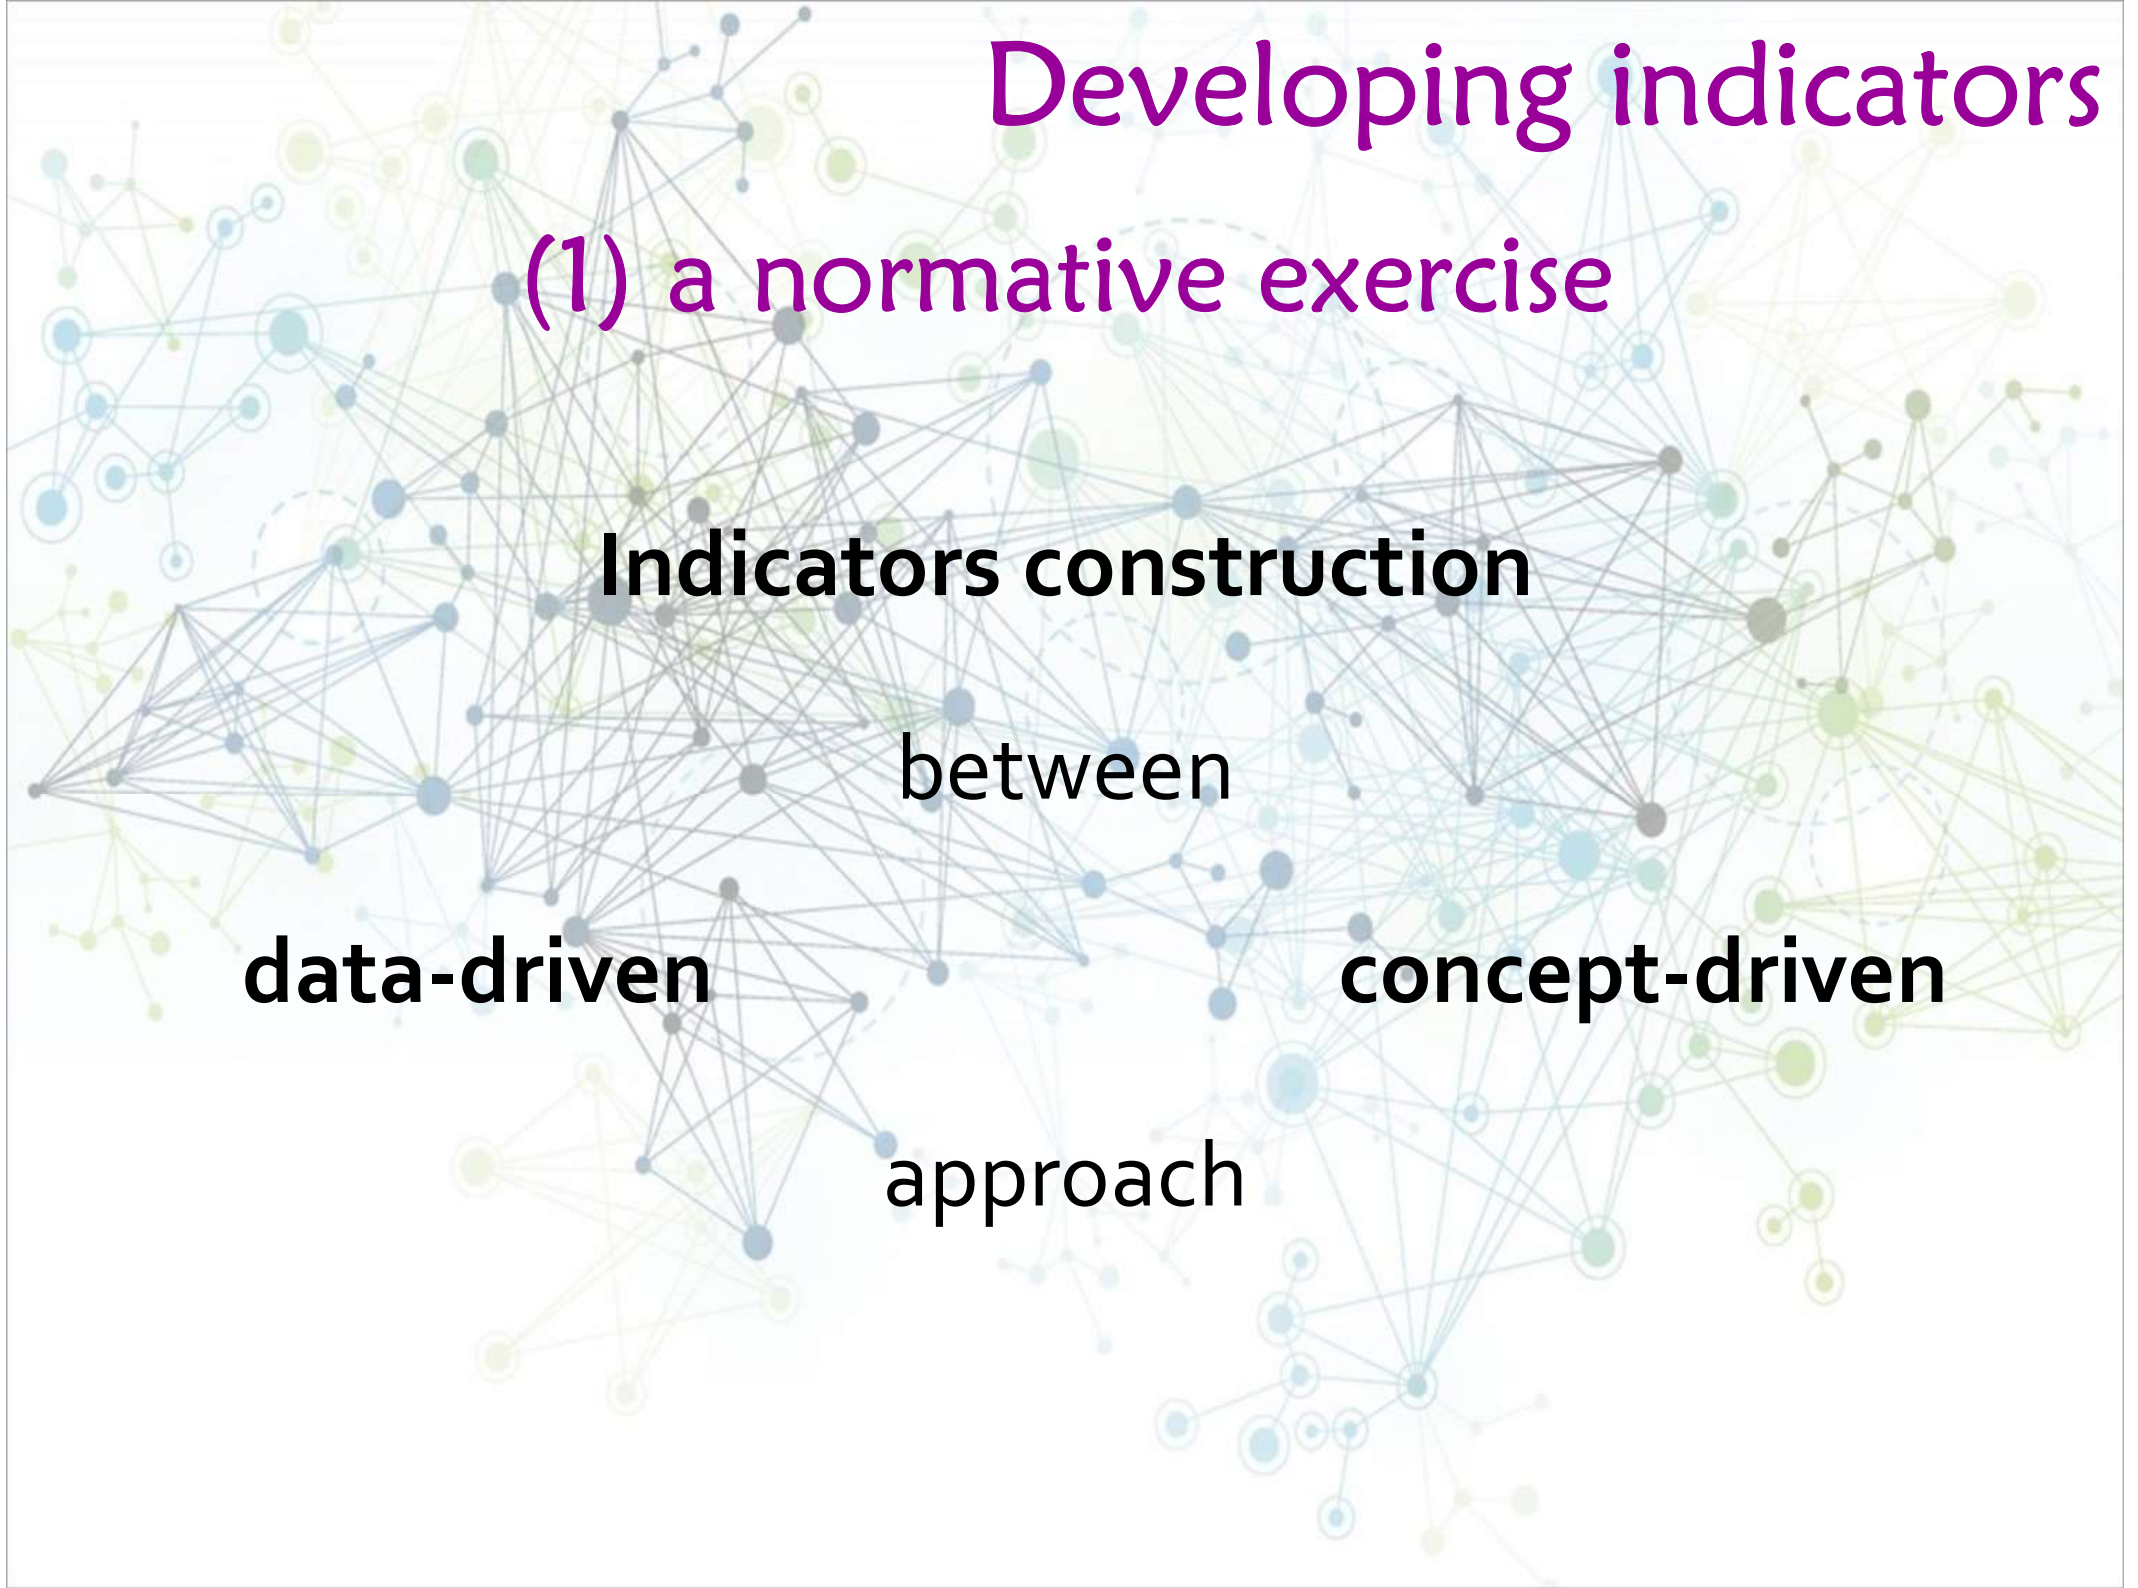 Developing indicators
(1) a normative exercise
Indicators construction
between
data-driven concept-driven
approach